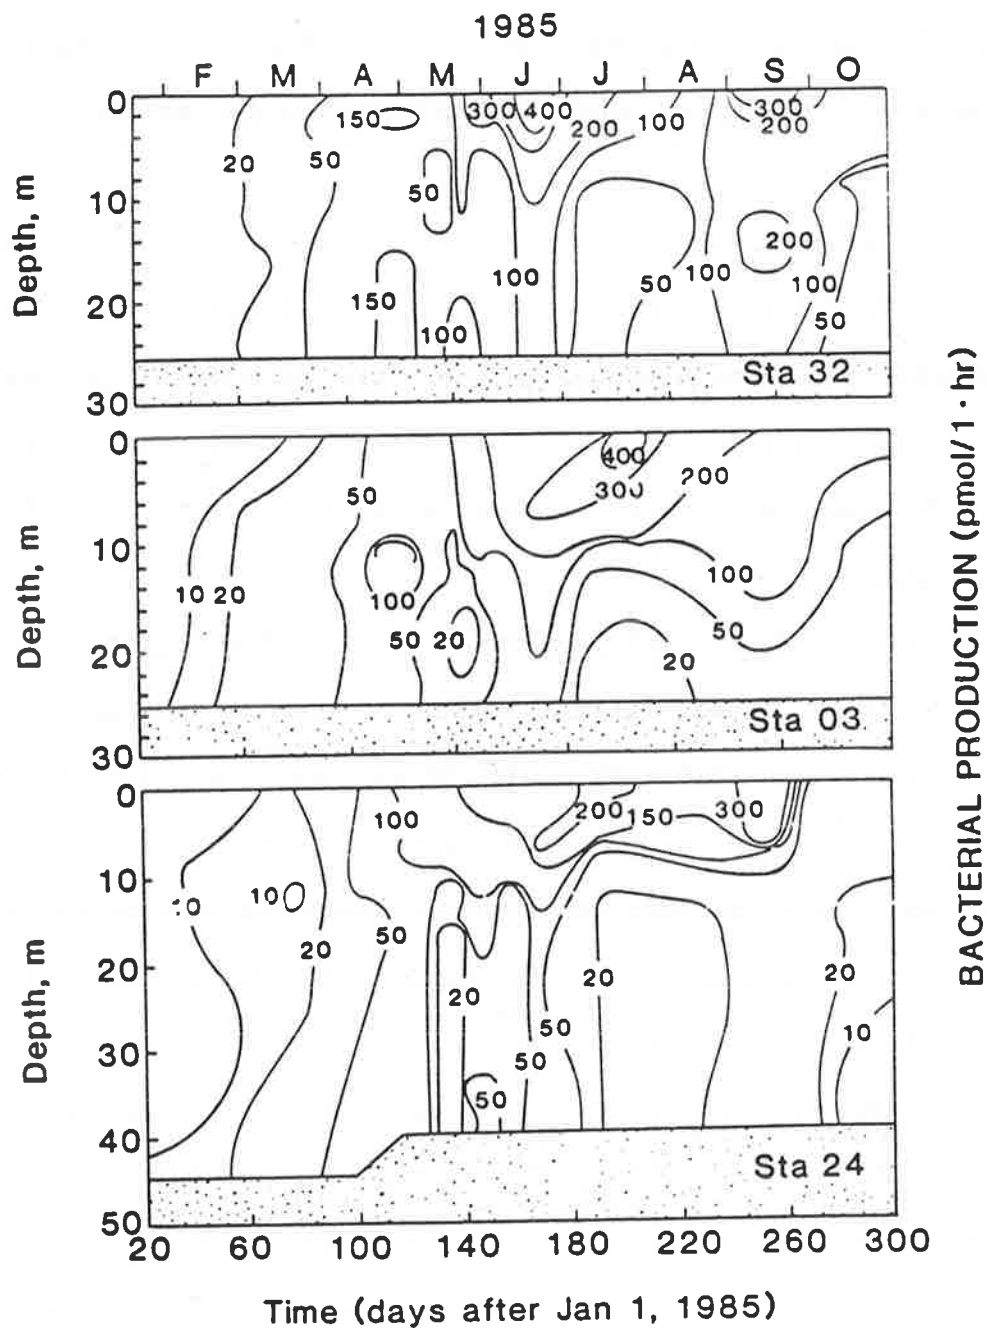 1985
F M A M J J A S O
0 10 20 30
Depth, m
20 50 150 50 150 100 300 400 200 100 100 50 100 300 200 200 100 50
Sta 32
0 10 20 30
Depth, m
10 20 50 100 50 20 400 300 200 100 50 20
Sta 03
0 10 20 30 40 50
Depth, m
10 20 50 100 20 50 50 50 20 200 150 300 20 10
Sta 24
20 60 100 140 180 220 260 300
Time (days after Jan 1, 1985)
BACTERIAL PRODUCTION (pmol/1 · hr)